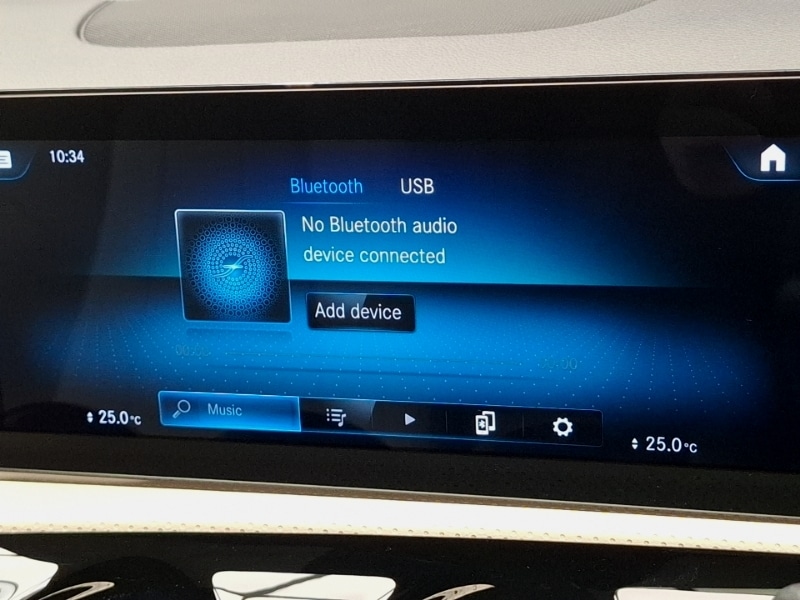 10:34
Bluetooth USB
No Bluetooth audio
device connected
Add device
25.0°C
Music
25.0°C